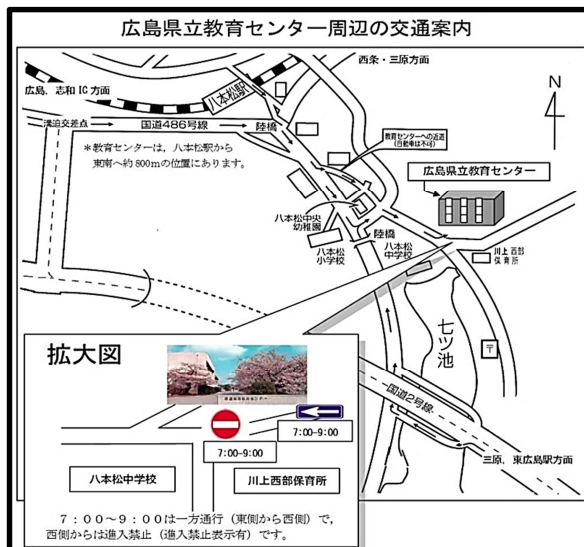 広島県立教育センター周辺の交通案内
西条・三原方面
広島，志和IC方面
八本松駅
N
溝迫交差点
国道486号線
陸橋
教育センターへの近道
(自動車は不可)
＊教育センターは，八本松駅から
東南へ約800mの位置にあります。
広島県立教育センター
八本松中央
幼稚園
陸橋
八本松
小学校
八本松
中学校
川上西部
保育所
七ツ池
〒
国道2号線
三原，東広島駅方面
拡大図
7:00-9:00
7:00-9:00
八本松中学校
川上西部保育所
７：００～９：００は一方通行（東側から西側）で，
西側からは進入禁止（進入禁止表示有）です。